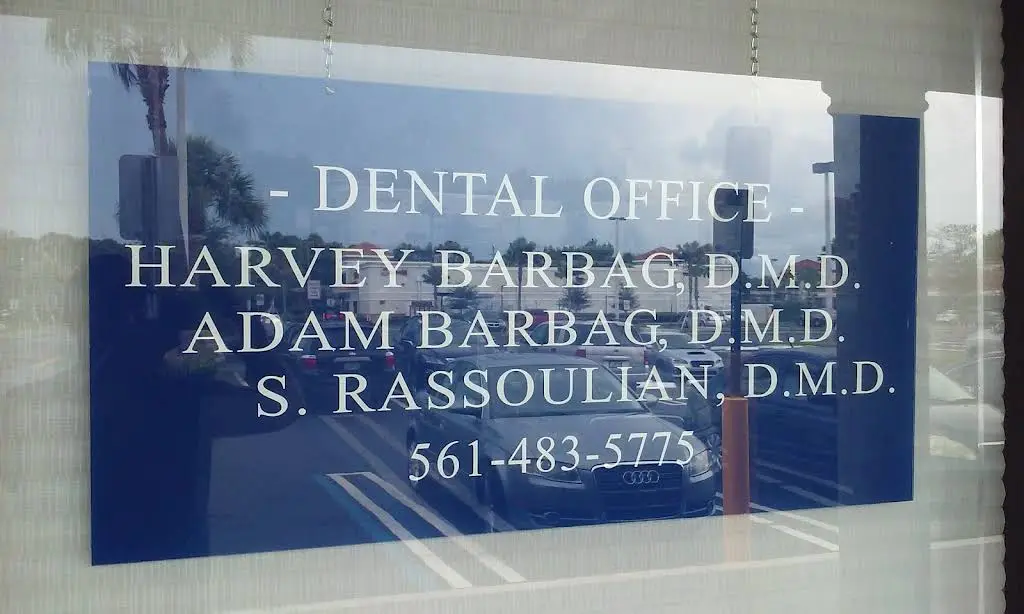 - DENTAL OFFICE -
HARVEY BARBAG, D.M.D.
ADAM BARBAG, D.M.D.
S. RASSOULIAN, D.M.D.
561-483-5775